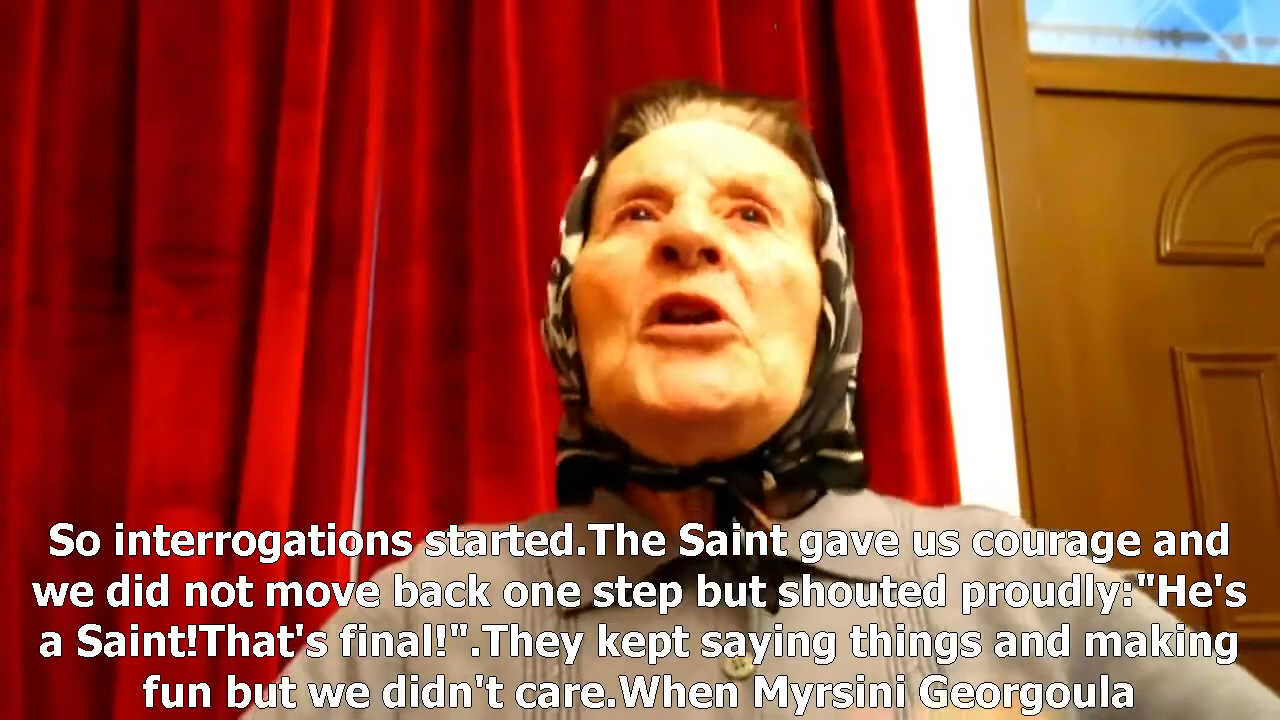 So interrogations started.The Saint gave us courage and
we did not move back one step but shouted proudly:"He's
a Saint!That's final!".They kept saying things and making
fun but we didn't care.When Myrsini Georgoula